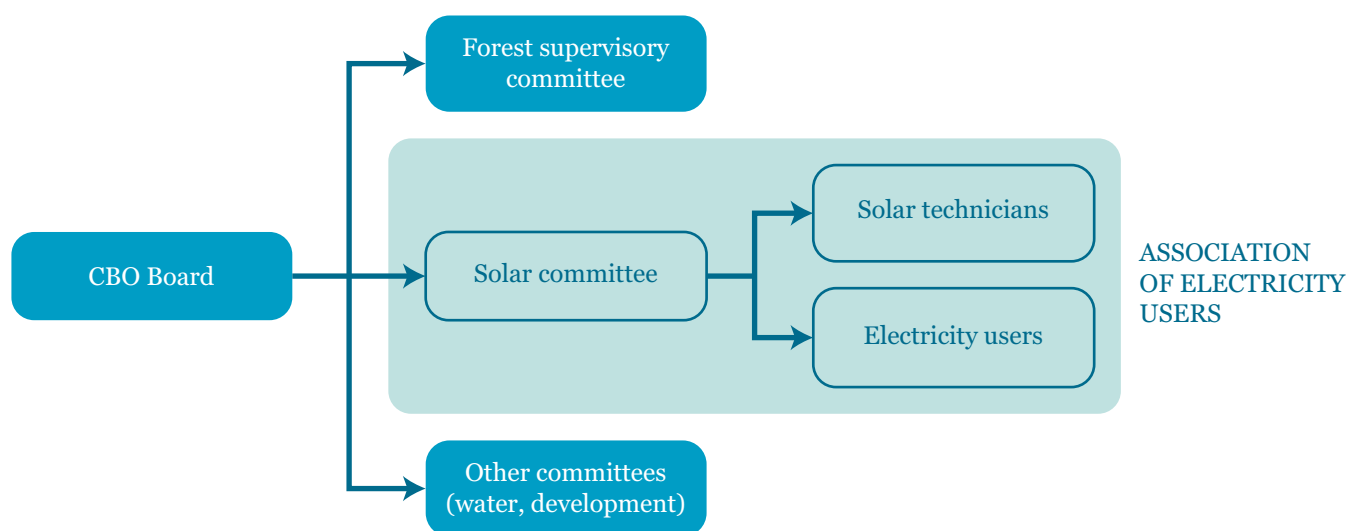 Forest supervisory
committee
CBO Board
Solar committee
Solar technicians
Electricity users
ASSOCIATION
OF ELECTRICITY
USERS
Other committees
(water, development)